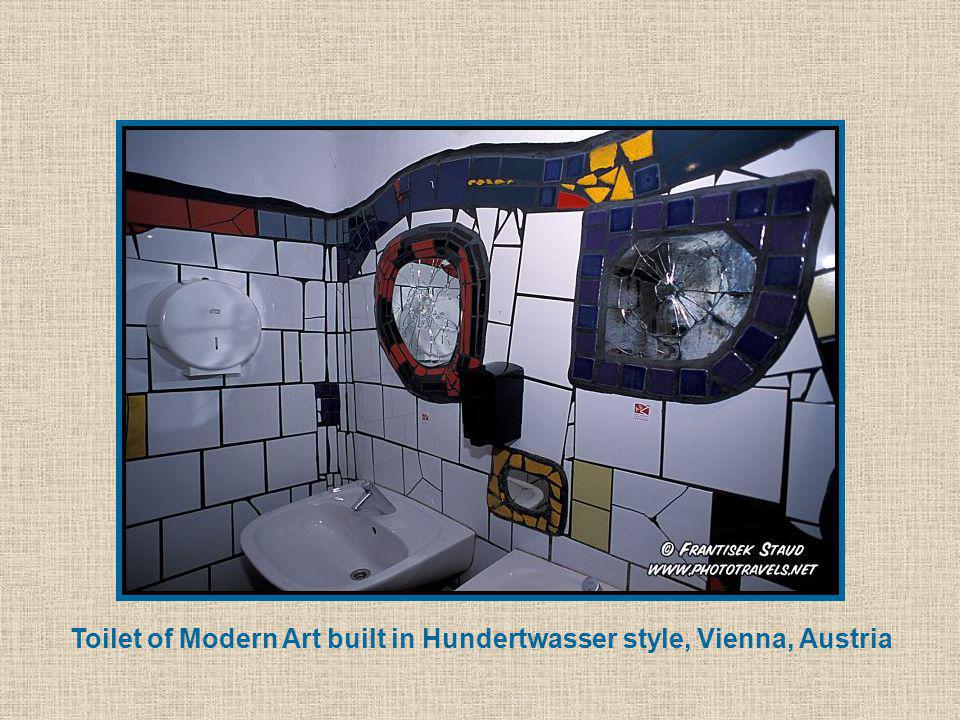 © Frantisek Staud
www.phototravels.net
Toilet of Modern Art built in Hundertwasser style, Vienna, Austria